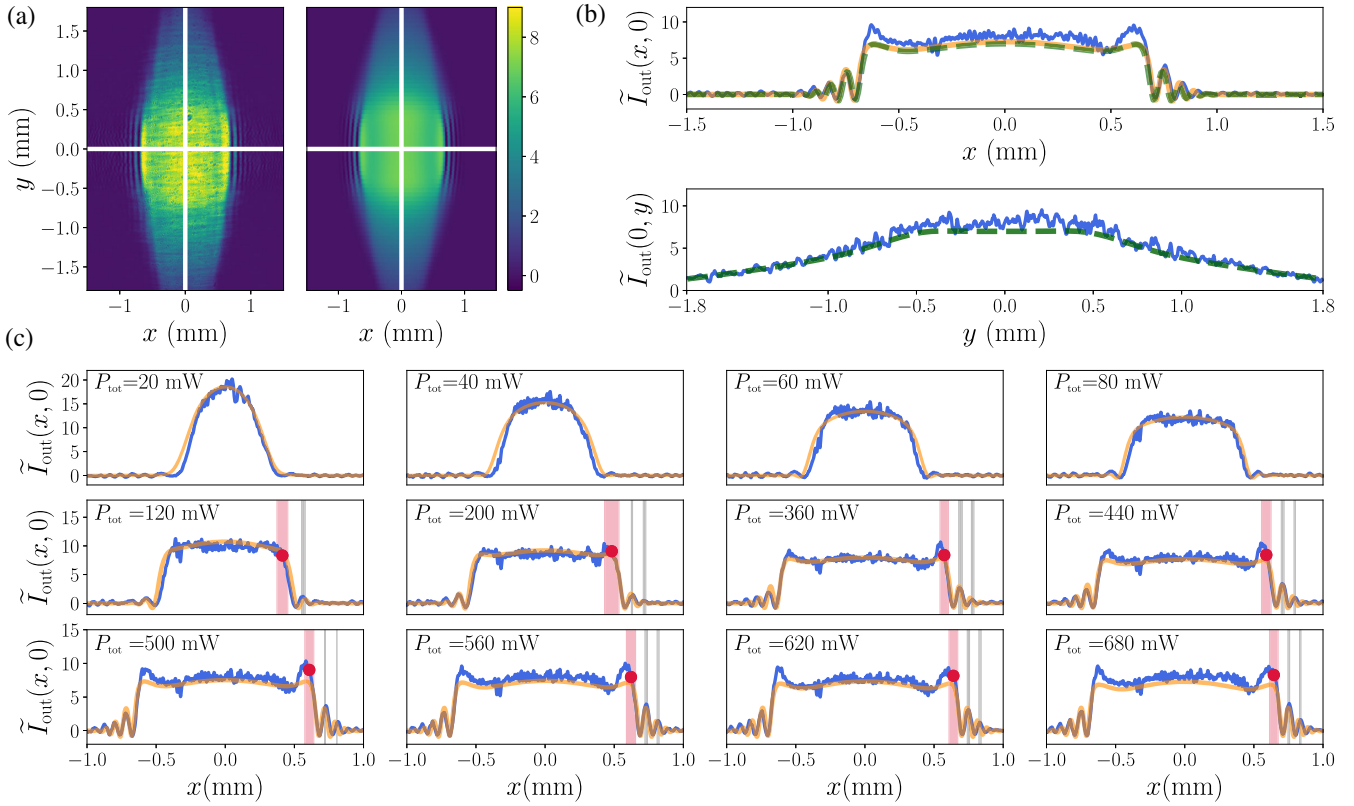 (a)
y (mm)
1.5
1.0
0.5
0.0
−0.5
−1.0
−1.5
−1 0 1
x (mm)
−1 0 1
x (mm)
8
6
4
2
0
(b)
Ĩout(x, 0)
10
5
0
−1.5 −1.0 −0.5 0.0 0.5 1.0 1.5
x (mm)
Ĩout(0, y)
10
5
0
−1.8 −1.0 −0.5 0.0 0.5 1.0 1.8
y (mm)
(c)
Ĩout(x, 0)
20
15
10
5
0
Ptot=20 mW
Ptot=40 mW
Ptot=60 mW
Ptot=80 mW
Ĩout(x, 0)
15
10
5
0
Ptot=120 mW
Ptot=200 mW
Ptot=360 mW
Ptot=440 mW
Ĩout(x, 0)
15
10
5
0
Ptot=500 mW
Ptot=560 mW
Ptot=620 mW
Ptot=680 mW
−1.0 −0.5 0.0 0.5 1.0
−1.0 −0.5 0.0 0.5 1.0
−1.0 −0.5 0.0 0.5 1.0
−1.0 −0.5 0.0 0.5 1.0
x(mm)
x(mm)
x(mm)
x(mm)